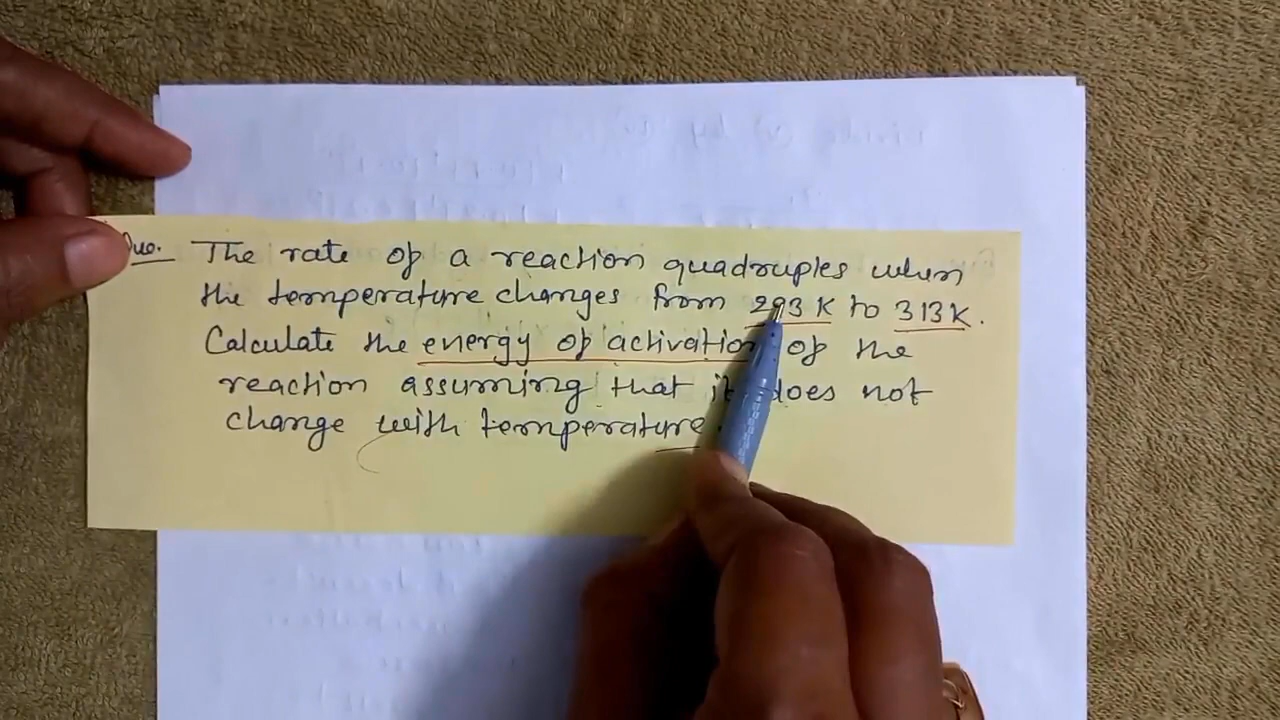 Que. The rate of a reaction quadruples when
the temperature changes from 293 K to 313K.
Calculate the energy of activation of the
reaction assuming that it does not
change with temperature.